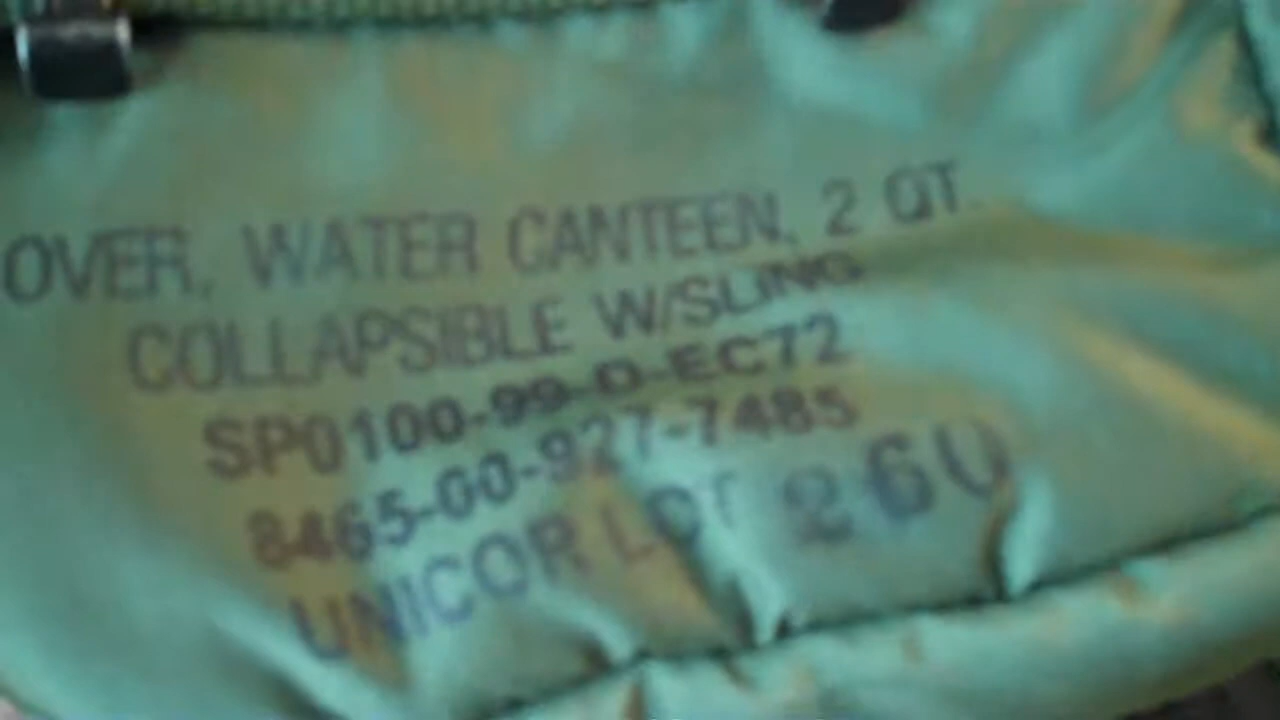 OVER, WATER CANTEEN, 2 QT.
COLLAPSIBLE W/SLING
SP0100-99-D-EC72
8465-00-927-7485
UNICOR LOT 260